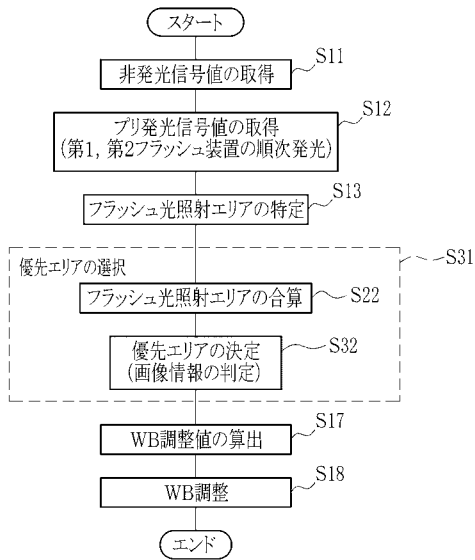 スタート
非発光信号値の取得
S11
プリ発光信号値の取得
(第1, 第2フラッシュ装置の順次発光)
S12
フラッシュ光照射エリアの特定
S13
優先エリアの選択
S31
フラッシュ光照射エリアの合算
S22
優先エリアの決定
(画像情報の判定)
S32
WB調整値の算出
S17
WB調整
S18
エンド